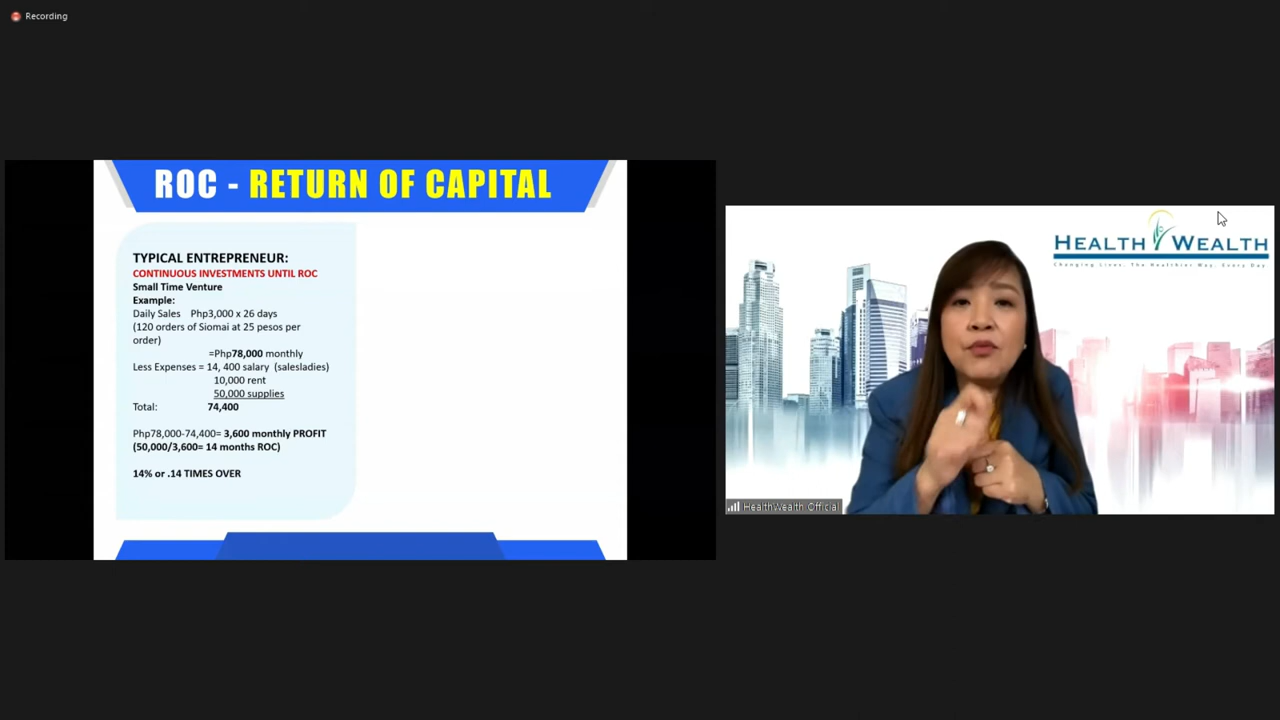 Recording
ROC - RETURN OF CAPITAL
TYPICAL ENTREPRENEUR:
CONTINUOUS INVESTMENTS UNTIL ROC
Small Time Venture
Example:
Daily Sales Php3,000 x 26 days
(120 orders of Siomai at 25 pesos per
order)
=Php78,000 monthly
Less Expenses = 14, 400 salary (salesladies)
10,000 rent
50,000 supplies
Total: 74,400
Php78,000-74,400= 3,600 monthly PROFIT
(50,000/3,600= 14 months ROC)
14% or .14 TIMES OVER
HEALTH WEALTH
Changing Lives. The Healthier Way. Every Day.
HealthWealth Official